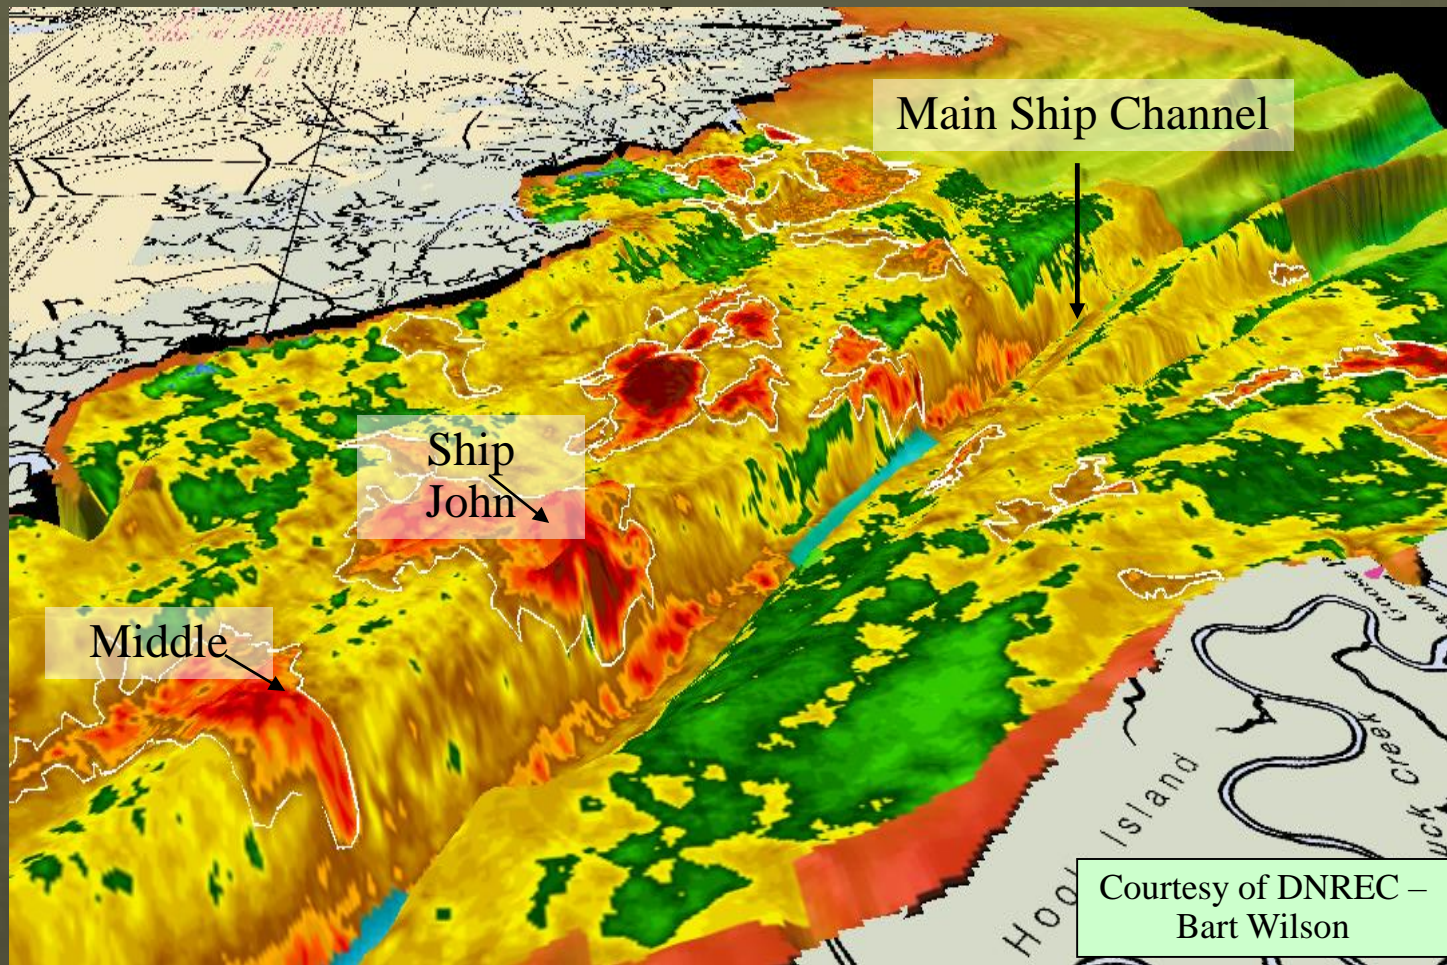 Main Ship Channel
Ship
John
Middle
Island
Creek
Courtesy of DNREC –
Bart Wilson